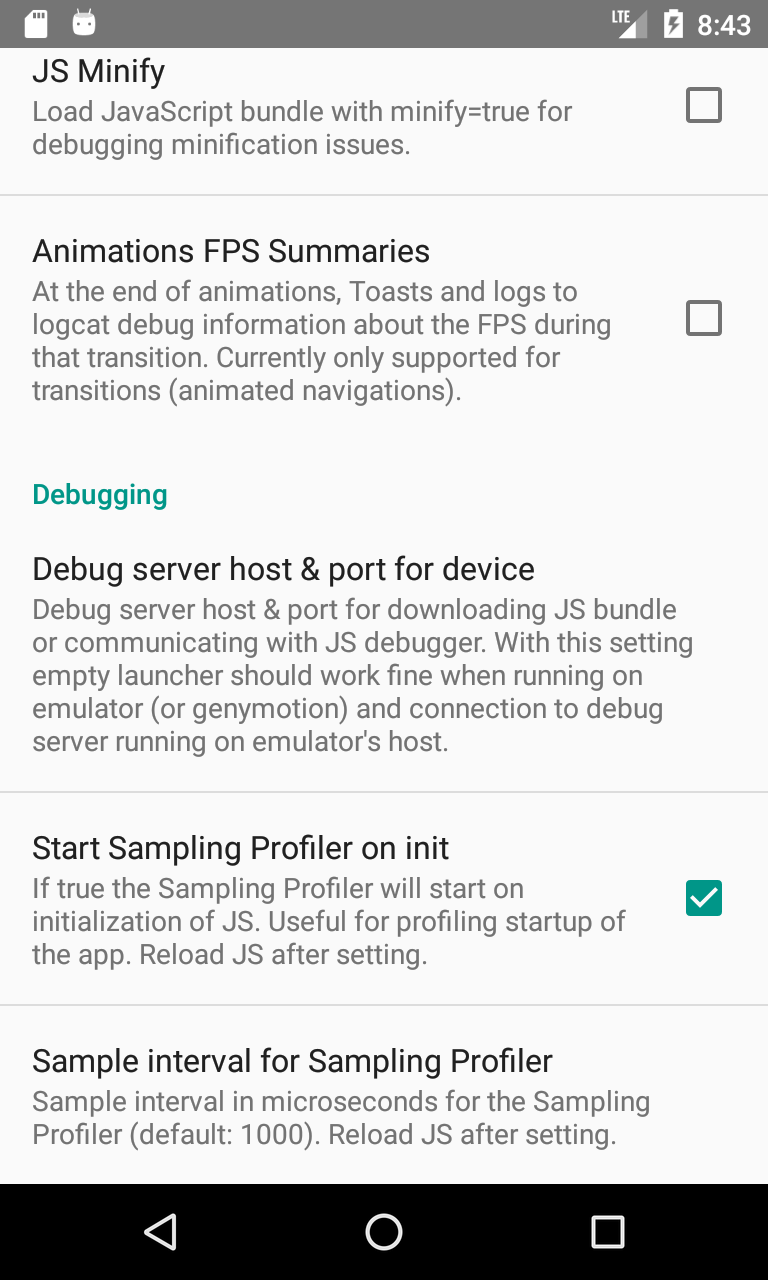 LTE 8:43
JS Minify
Load JavaScript bundle with minify=true for
debugging minification issues.
Animations FPS Summaries
At the end of animations, Toasts and logs to
logcat debug information about the FPS during
that transition. Currently only supported for
transitions (animated navigations).
Debugging
Debug server host & port for device
Debug server host & port for downloading JS bundle
or communicating with JS debugger. With this setting
empty launcher should work fine when running on
emulator (or genymotion) and connection to debug
server running on emulator's host.
Start Sampling Profiler on init
If true the Sampling Profiler will start on
initialization of JS. Useful for profiling startup of
the app. Reload JS after setting.
Sample interval for Sampling Profiler
Sample interval in microseconds for the Sampling
Profiler (default: 1000). Reload JS after setting.